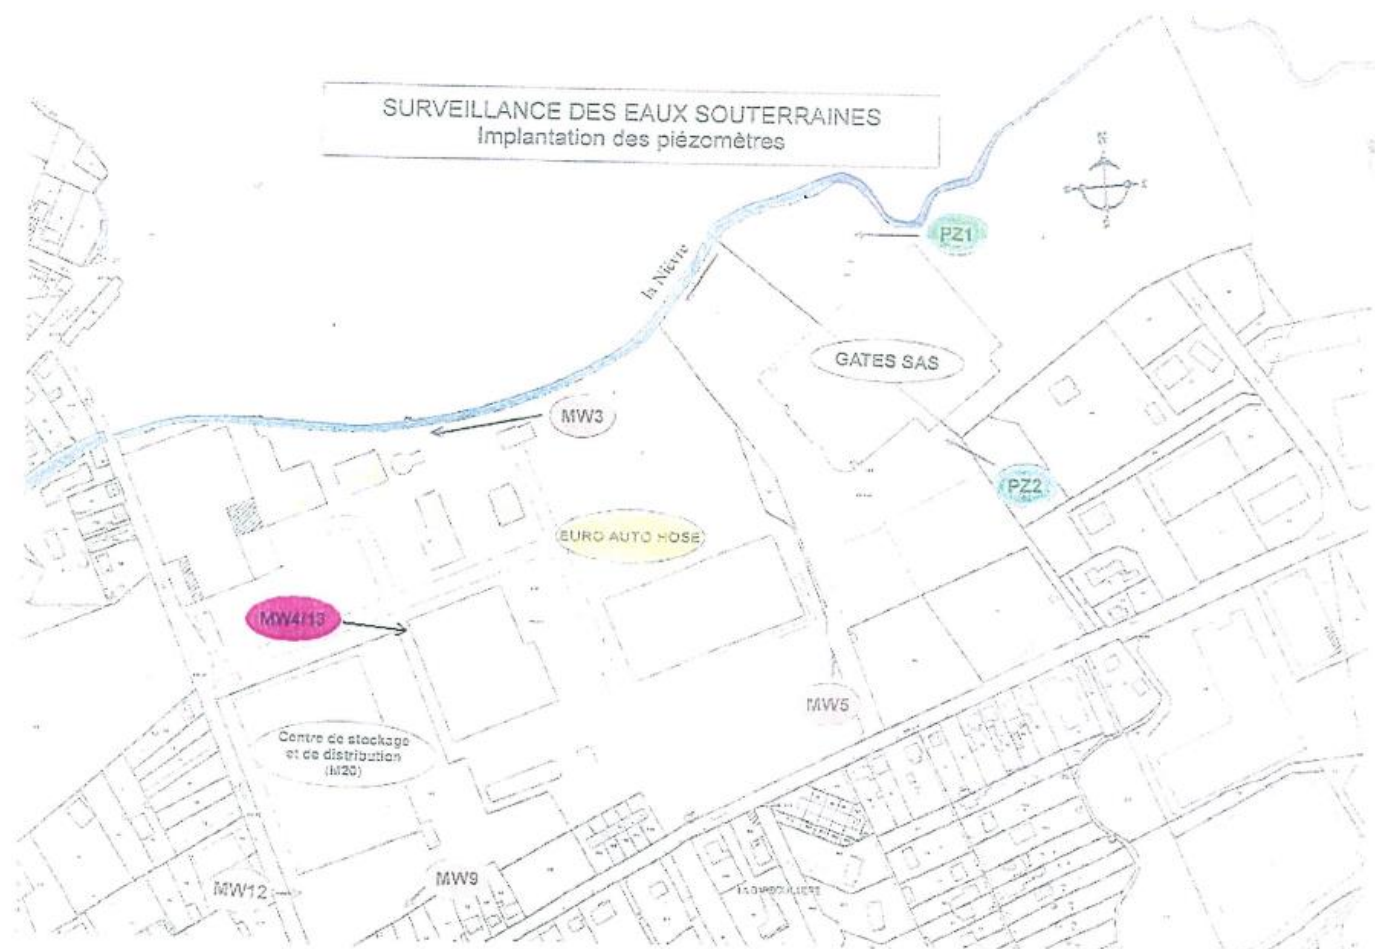 SURVEILLANCE DES EAUX SOUTERRAINES
Implantation des piézomètres
PZ1
la Nièvre
GATES SAS
MW3
PZ2
EURO AUTO HOSE
MW4/13
MW5
Centre de stockage
et de distribution
(M20)
MW9
MW12